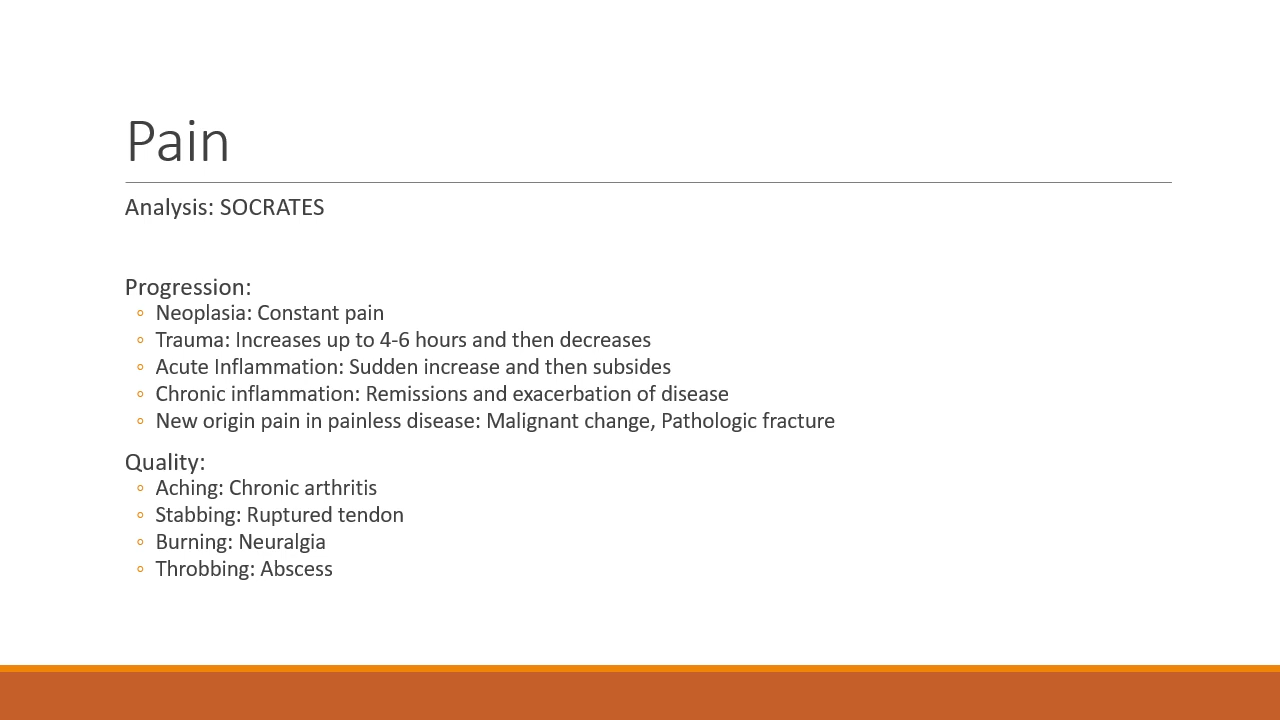 Pain
Analysis: SOCRATES
Progression:
◦ Neoplasia: Constant pain
◦ Trauma: Increases up to 4-6 hours and then decreases
◦ Acute Inflammation: Sudden increase and then subsides
◦ Chronic inflammation: Remissions and exacerbation of disease
◦ New origin pain in painless disease: Malignant change, Pathologic fracture
Quality:
◦ Aching: Chronic arthritis
◦ Stabbing: Ruptured tendon
◦ Burning: Neuralgia
◦ Throbbing: Abscess